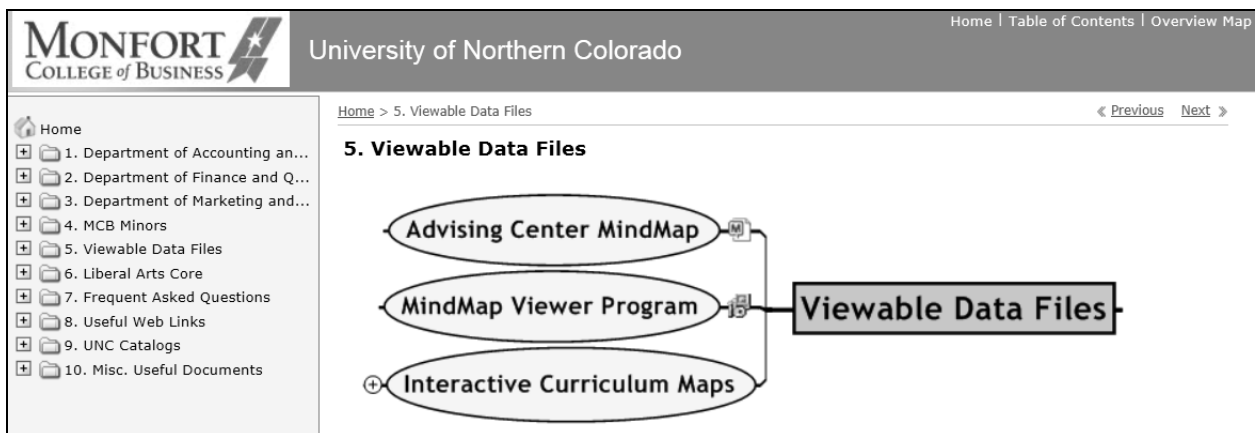 Home | Table of Contents | Overview Map
MONFORT
COLLEGE of BUSINESS
University of Northern Colorado
Home
1. Department of Accounting an...
2. Department of Finance and Q...
3. Department of Marketing and...
4. MCB Minors
5. Viewable Data Files
6. Liberal Arts Core
7. Frequent Asked Questions
8. Useful Web Links
9. UNC Catalogs
10. Misc. Useful Documents
Home > 5. Viewable Data Files
« Previous Next »
5. Viewable Data Files
Advising Center MindMap
MindMap Viewer Program
Interactive Curriculum Maps
Viewable Data Files